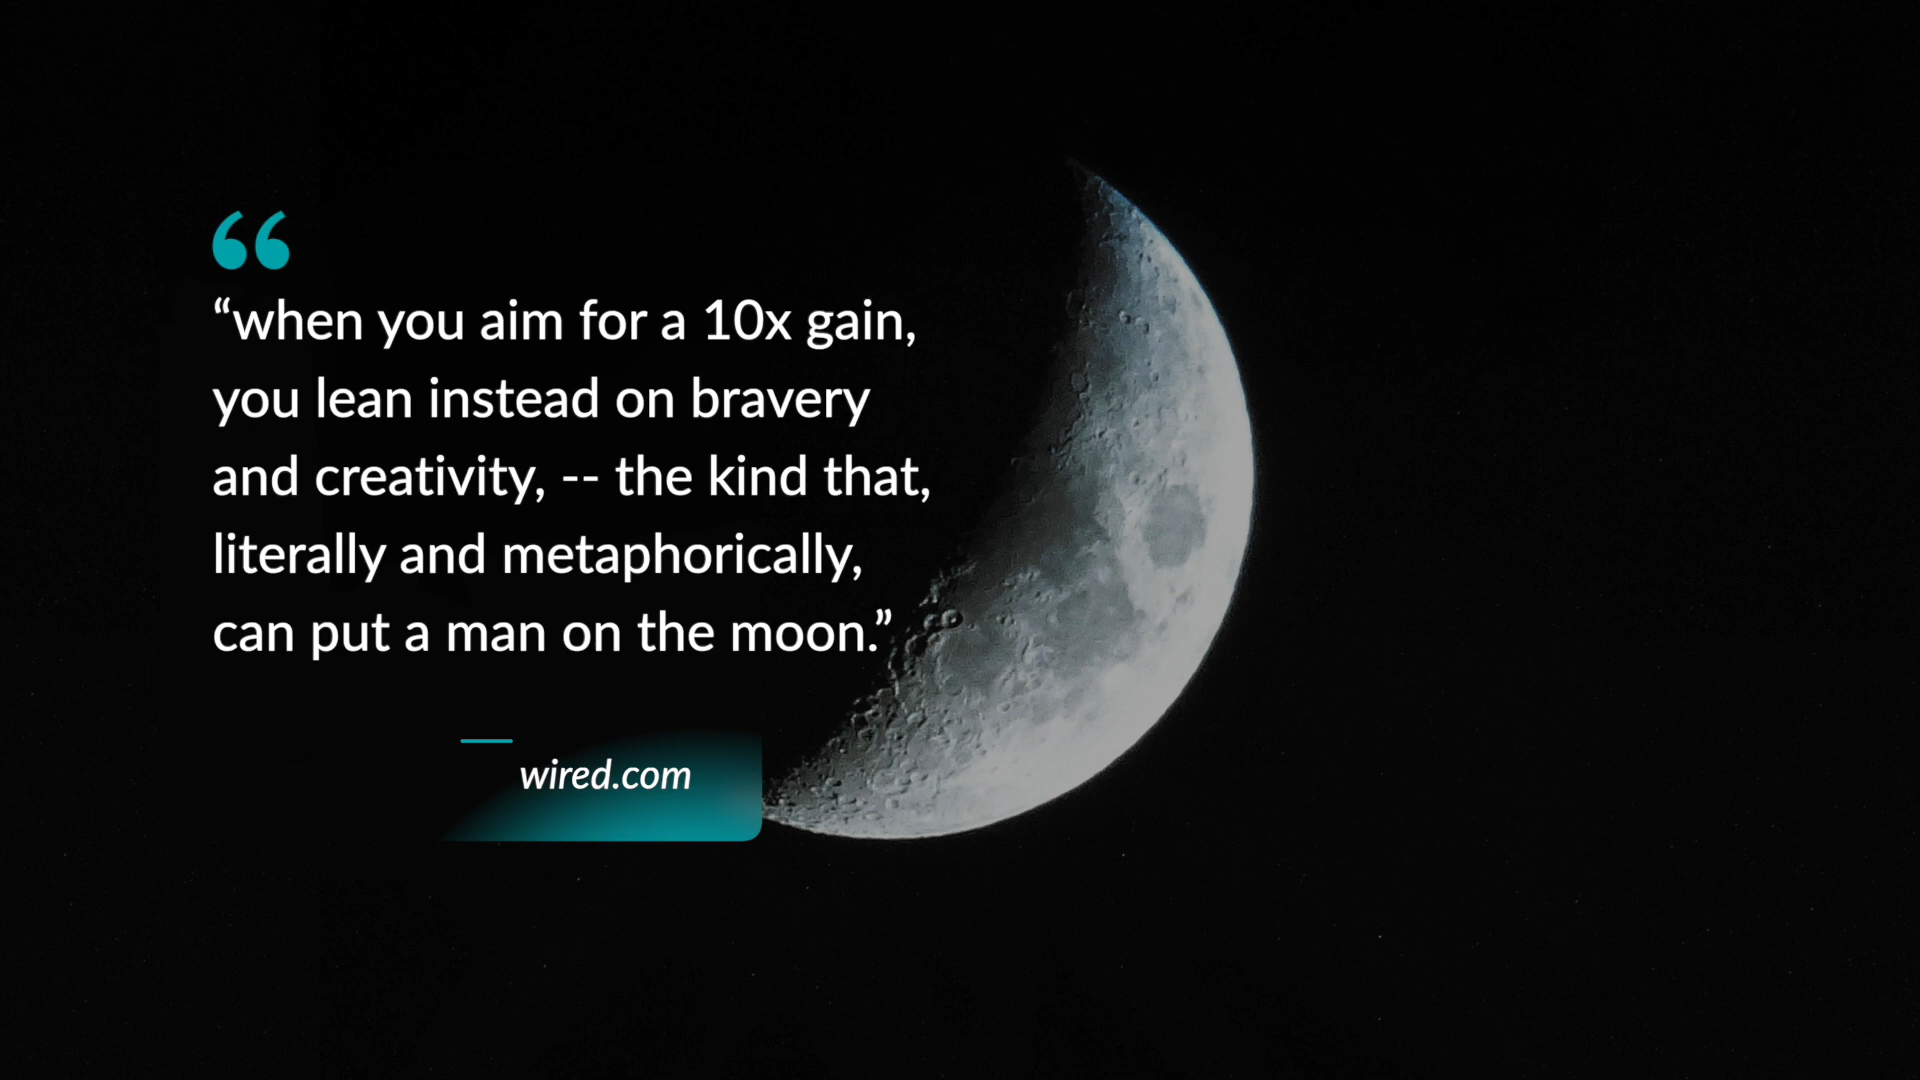 “when you aim for a 10x gain,
you lean instead on bravery
and creativity, -- the kind that,
literally and metaphorically,
can put a man on the moon.”
wired.com